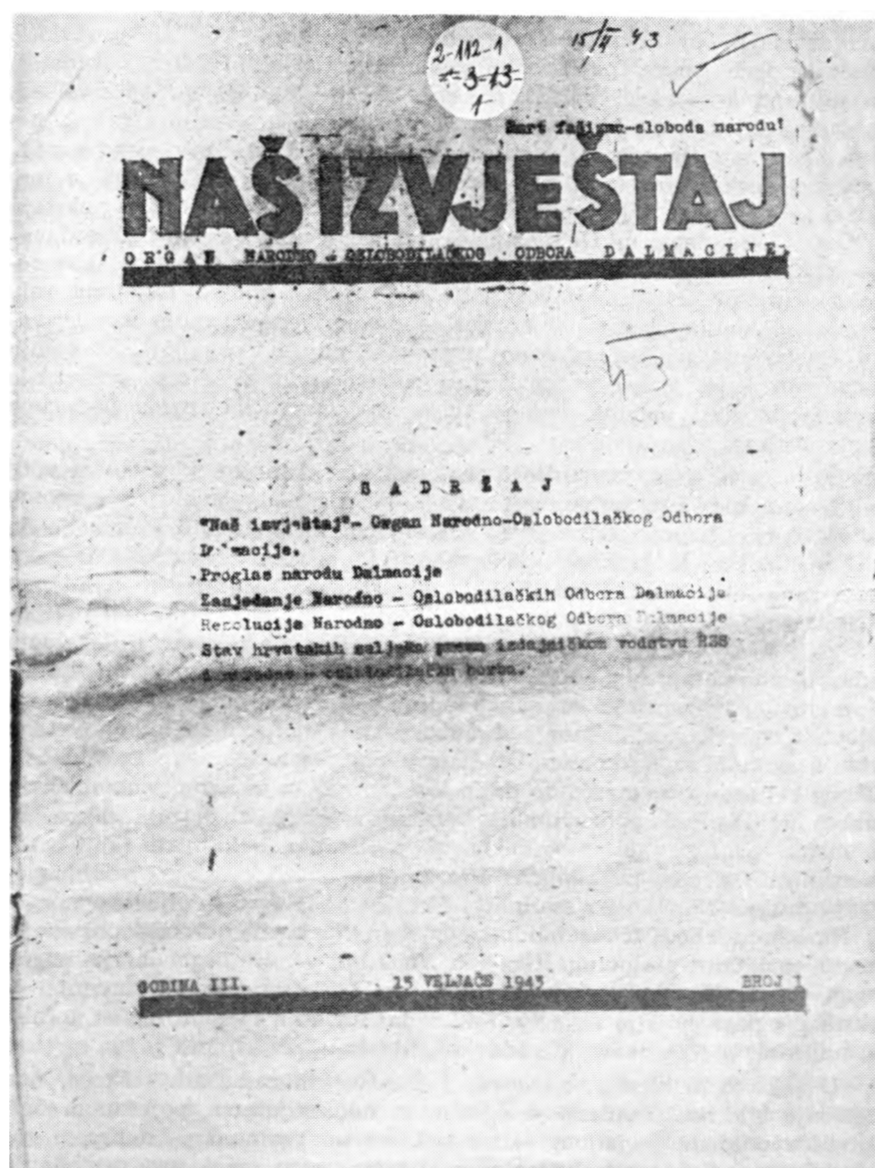 2-112-1
3-13-
1
15/II 43
Smrt fašizmu-sloboda narodu!
NAŠ IZVJEŠTAJ
ORGAN NARODNO - OSLOBODILAČKOG ODBORA DALMACIJE
43
SADRŽAJ
"Naš izvještaj"- Organ Narodno-Oslobodilačkog Odbora
Proglas narodu Dalmacije
Zasjedanje Narodno - Oslobodilačkih Odbora Dalmacije
Rezolucija Narodno - Oslobodilačkog Odbora Dalmacije
Stav hrvatskih seljaka prema izdajničkom vodstvu HSS
i borba.
GODINA III. 15 VELJAČE 1943 BROJ 1